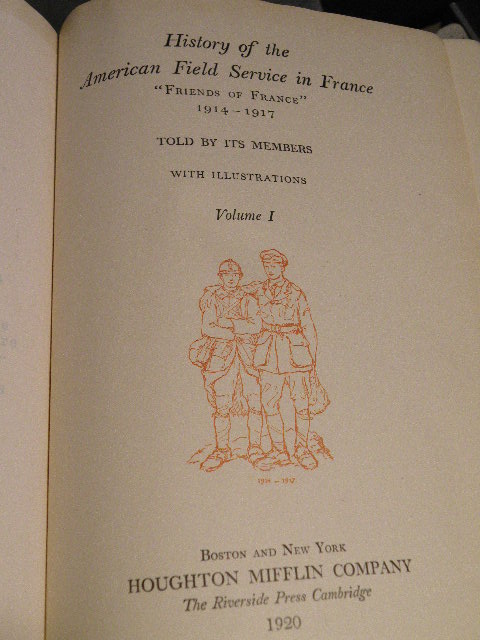 History of the
American Field Service in France
"FRIENDS OF FRANCE"
1914-1917
TOLD BY ITS MEMBERS
WITH ILLUSTRATIONS
Volume I
1914 - 1917
BOSTON AND NEW YORK
HOUGHTON MIFFLIN COMPANY
The Riverside Press Cambridge
1920